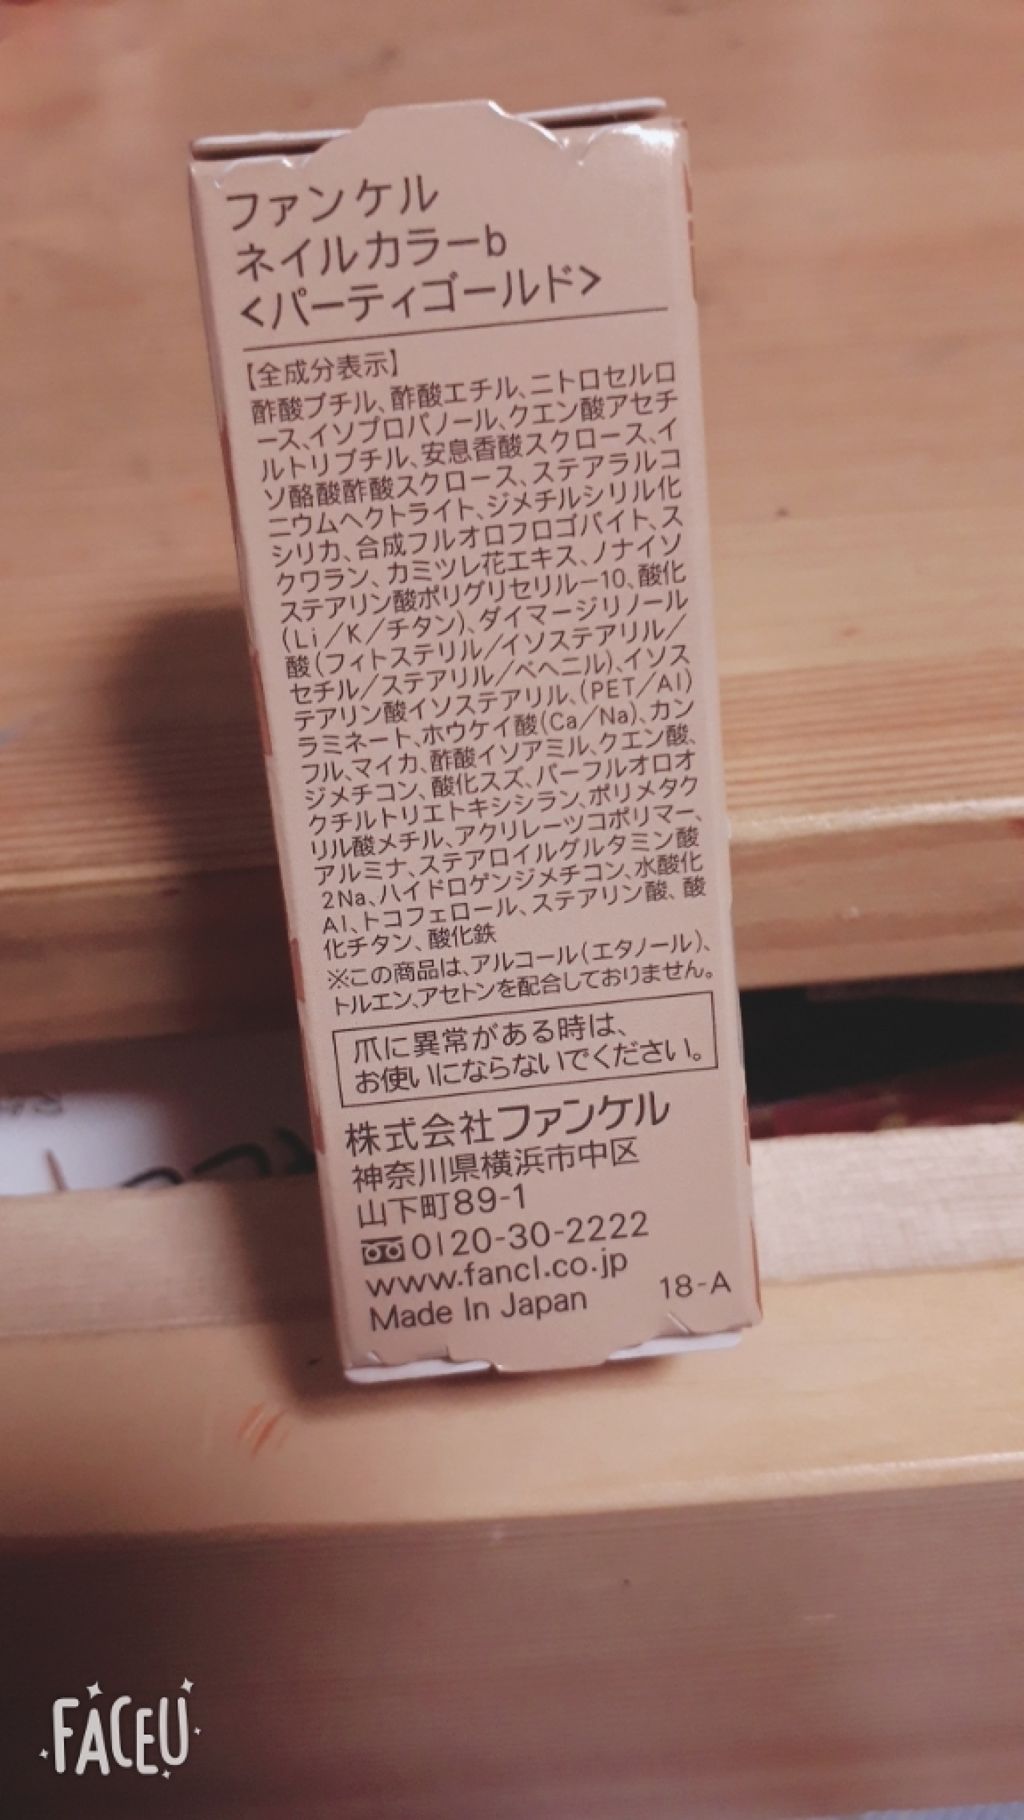 ファンケル
ネイルカラーb
<パーティゴールド>
【全成分表示】
酢酸ブチル、酢酸エチル、ニトロセルロ
ース、イソプロパノール、クエン酸アセチ
ルトリブチル、安息香酸スクロース、イ
ソ酪酸酢酸スクロース、ステアラルコ
ニウムヘクトライト、ジメチルシリル化
シリカ、合成フルオロフロゴパイト、ス
クワラン、カミツレ花エキス、ノナイソ
ステアリン酸ポリグリセリル－10、酸化
(Li／K／チタン)、ダイマージリノール
酸(フィトステリル／イソステアリル／
セチル／ステアリル／ベヘニル)、イソス
テアリン酸イソステアリル、(PET／Al)
ラミネート、ホウケイ酸(Ca／Na)、カン
フル、マイカ、酢酸イソアミル、クエン酸、
ジメチコン、酸化スズ、パーフルオロオ
クチルトリエトキシシラン、ポリメタク
リル酸メチル、アクリレーツコポリマー、
アルミナ、ステアロイルグルタミン酸
2Na、ハイドロゲンジメチコン、水酸化
Al、トコフェロール、ステアリン酸、酸
化チタン、酸化鉄
※この商品は、アルコール(エタノール)、
トルエン、アセトンを配合しておりません。
爪に異常がある時は、
お使いにならないでください。
株式会社ファンケル
神奈川県横浜市中区
山下町89-1
0120-30-2222
www.fancl.co.jp
Made In Japan 18-A
FACEU